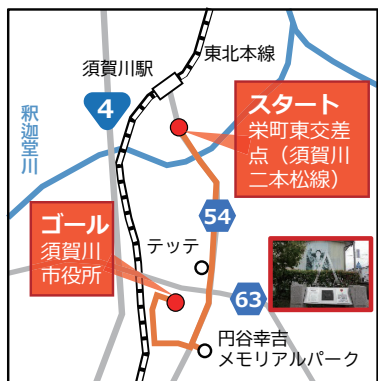 東北本線
須賀川駅
4
釈迦堂川
スタート
栄町東交差
点（須賀川
二本松線）
ゴール
須賀川
市役所
54
テッテ
63
円谷幸吉
メモリアルパーク